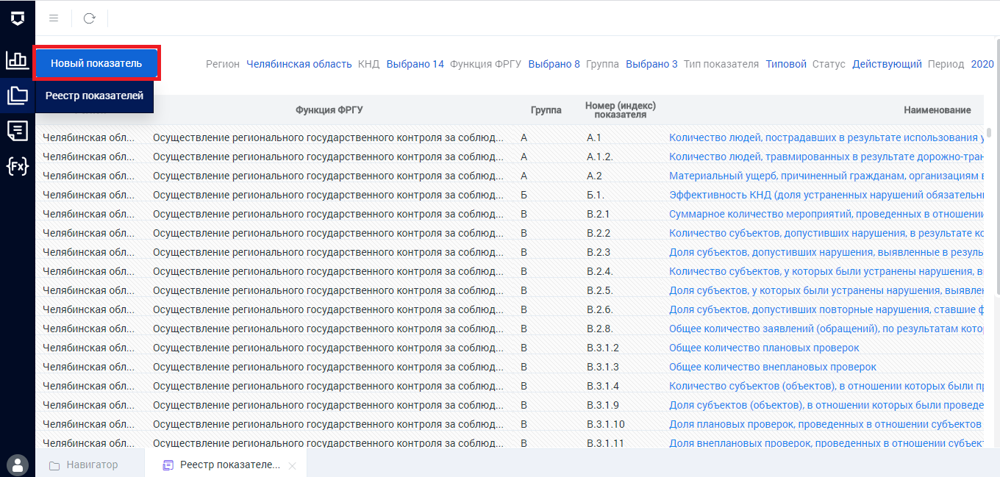 Новый показатель
Регион Челябинская область КНД Выбрано 14 Функция ФРГУ Выбрано 8 Группа Выбрано 3 Тип показателя Типовой Статус Действующий Период 2020
Реестр показателей
Функция ФРГУ Группа Номер (индекс) показателя Наименование
Челябинская обл... Осуществление регионального государственного контроля за соблюд... А А.1 Количество людей, пострадавших в результате использования у
Челябинская обл... Осуществление регионального государственного контроля за соблюд... А А.1.2. Количество людей, травмированных в результате дорожно-тран
Челябинская обл... Осуществление регионального государственного контроля за соблюд... А А.2 Материальный ущерб, причиненный гражданам, организациям в
Челябинская обл... Осуществление регионального государственного контроля за соблюд... Б Б.1. Эффективность КНД (доля устраненных нарушений обязательн
Челябинская обл... Осуществление регионального государственного контроля за соблюд... В В.2.1 Суммарное количество мероприятий, проведенных в отношении
Челябинская обл... Осуществление регионального государственного контроля за соблюд... В В.2.2 Количество субъектов, допустивших нарушения, в результате ко
Челябинская обл... Осуществление регионального государственного контроля за соблюд... В В.2.3 Доля субъектов, допустивших нарушения, выявленные в резуль
Челябинская обл... Осуществление регионального государственного контроля за соблюд... В В.2.4. Количество субъектов, у которых были устранены нарушения, в
Челябинская обл... Осуществление регионального государственного контроля за соблюд... В В.2.5. Доля субъектов, у которых были устранены нарушения, выявлен
Челябинская обл... Осуществление регионального государственного контроля за соблюд... В В.2.6. Доля субъектов, допустивших повторные нарушения, ставшие ф
Челябинская обл... Осуществление регионального государственного контроля за соблюд... В В.2.8. Общее количество заявлений (обращений), по результатам кото
Челябинская обл... Осуществление регионального государственного контроля за соблюд... В В.3.1.2 Общее количество плановых проверок
Челябинская обл... Осуществление регионального государственного контроля за соблюд... В В.3.1.3 Общее количество внеплановых проверок
Челябинская обл... Осуществление регионального государственного контроля за соблюд... В В.3.1.4 Количество субъектов (объектов), в отношении которых были пр
Челябинская обл... Осуществление регионального государственного контроля за соблюд... В В.3.1.9 Доля субъектов (объектов), в отношении которых были проведе
Челябинская обл... Осуществление регионального государственного контроля за соблюд... В В.3.1.10 Доля плановых проверок, проведенных в отношении субъектов
Челябинская обл... Осуществление регионального государственного контроля за соблюд... В В.3.1.11 Доля внеплановых проверок, проведенных в отношении субъект
{Fx}
Навигатор Реестр показателе...